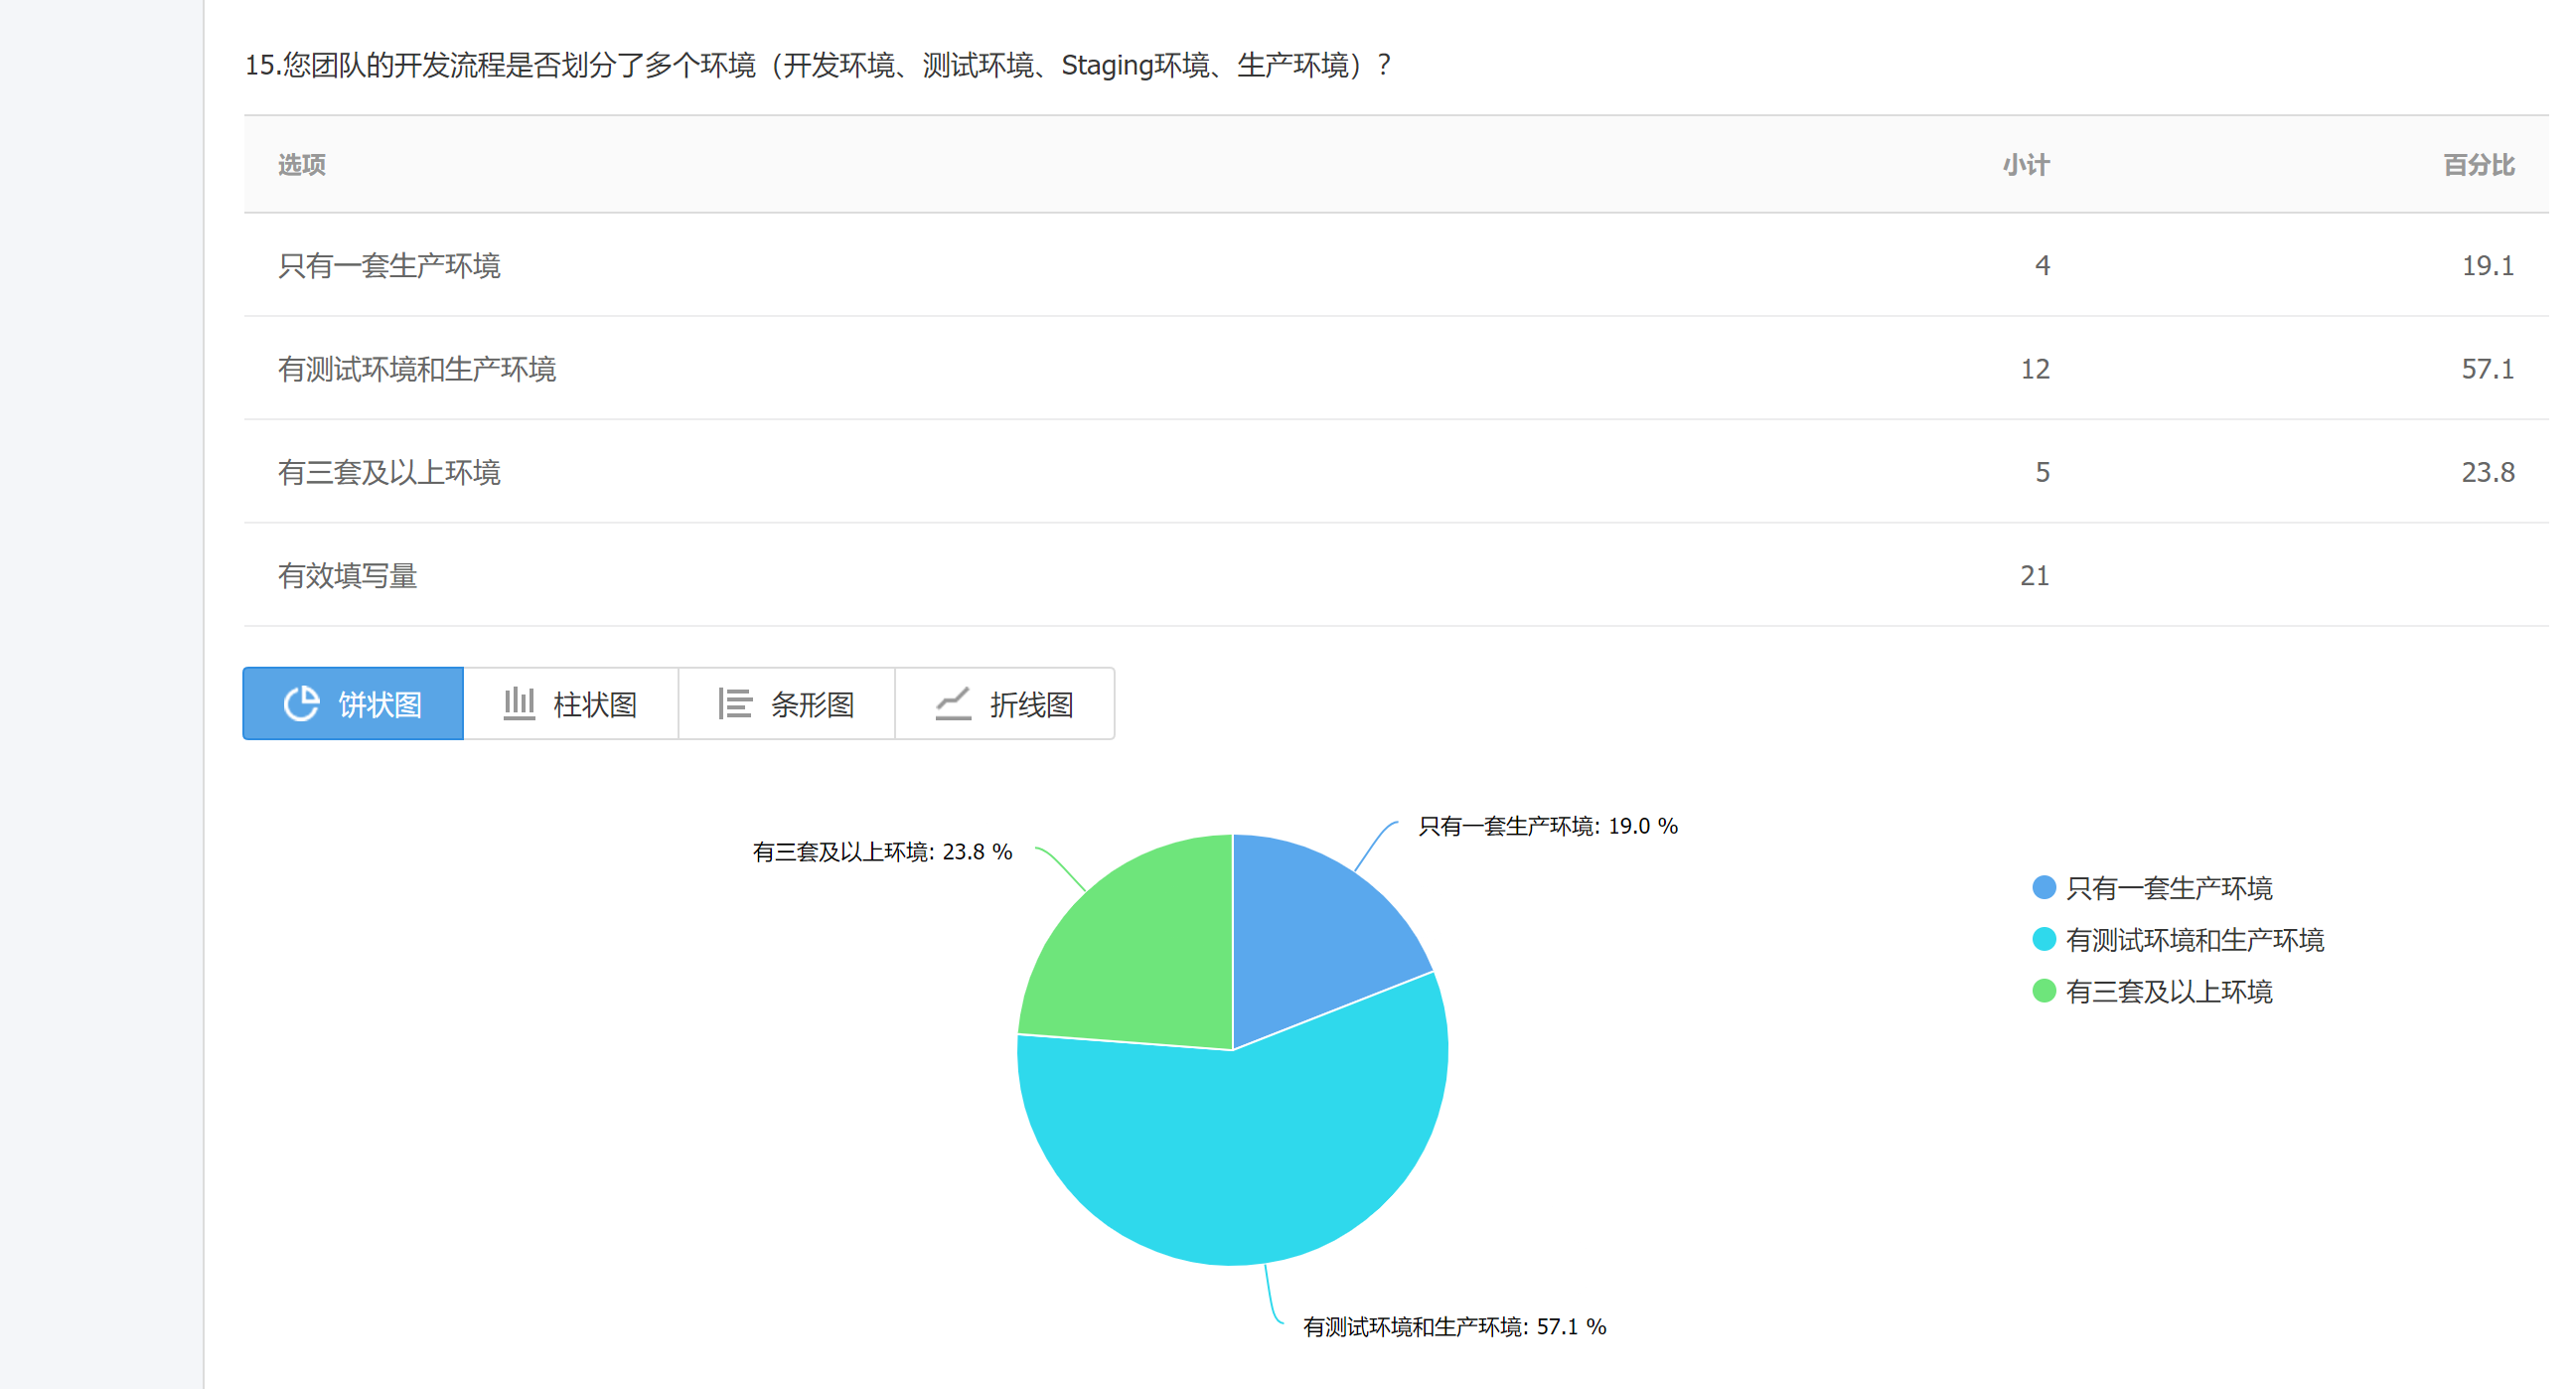 15.您团队的开发流程是否划分了多个环境（开发环境、测试环境、Staging环境、生产环境）？
选项 小计 百分比
只有一套生产环境 4 19.1
有测试环境和生产环境 12 57.1
有三套及以上环境 5 23.8
有效填写量 21
饼状图 柱状图 条形图 折线图
只有一套生产环境: 19.0 %
有三套及以上环境: 23.8 %
只有一套生产环境
有测试环境和生产环境
有三套及以上环境
有测试环境和生产环境: 57.1 %